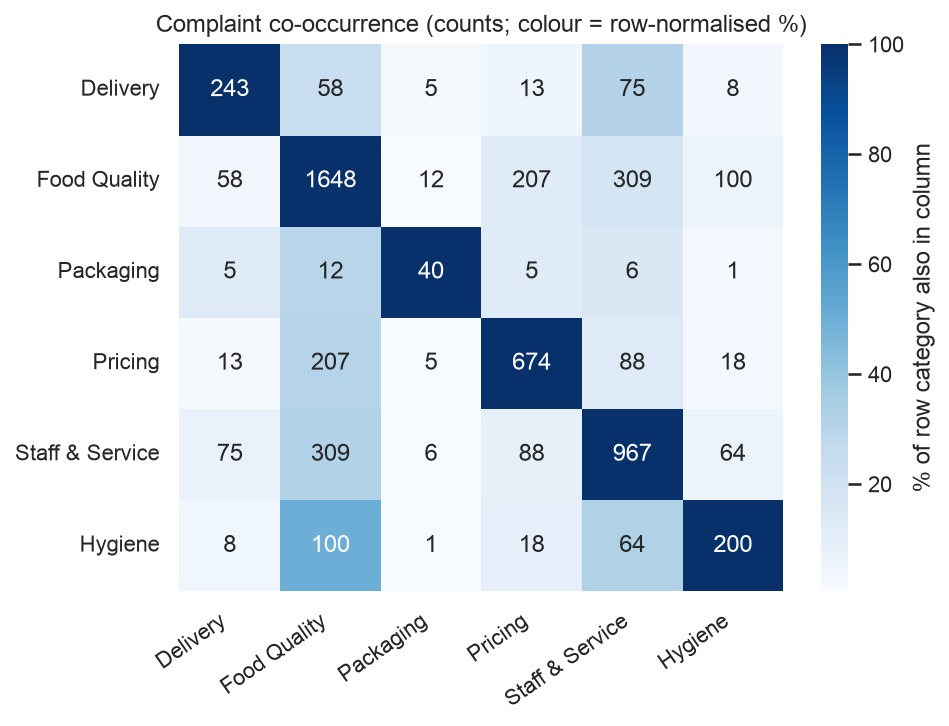 Complaint co-occurrence (counts; colour = row-normalised %)
Delivery 243 58 5 13 75 8
Food Quality 58 1648 12 207 309 100
Packaging 5 12 40 5 6 1
Pricing 13 207 5 674 88 18
Staff & Service 75 309 6 88 967 64
Hygiene 8 100 1 18 64 200
Delivery Food Quality Packaging Pricing Staff & Service Hygiene
100
80
60
40
20
% of row category also in column